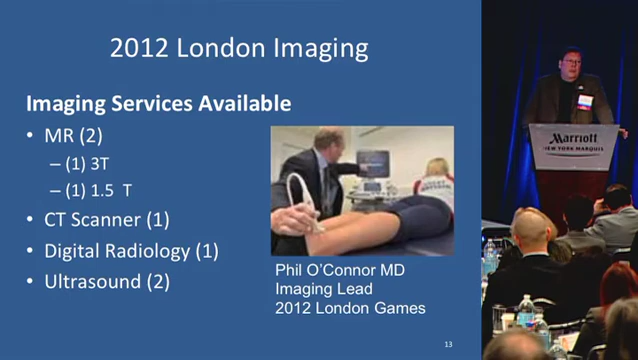 2012 London Imaging
Imaging Services Available
• MR (2)
– (1) 3T
– (1) 1.5 T
• CT Scanner (1)
• Digital Radiology (1)
• Ultrasound (2)
Phil O'Connor MD
Imaging Lead
2012 London Games
13
Marriott
NEW YORK MARQUIS